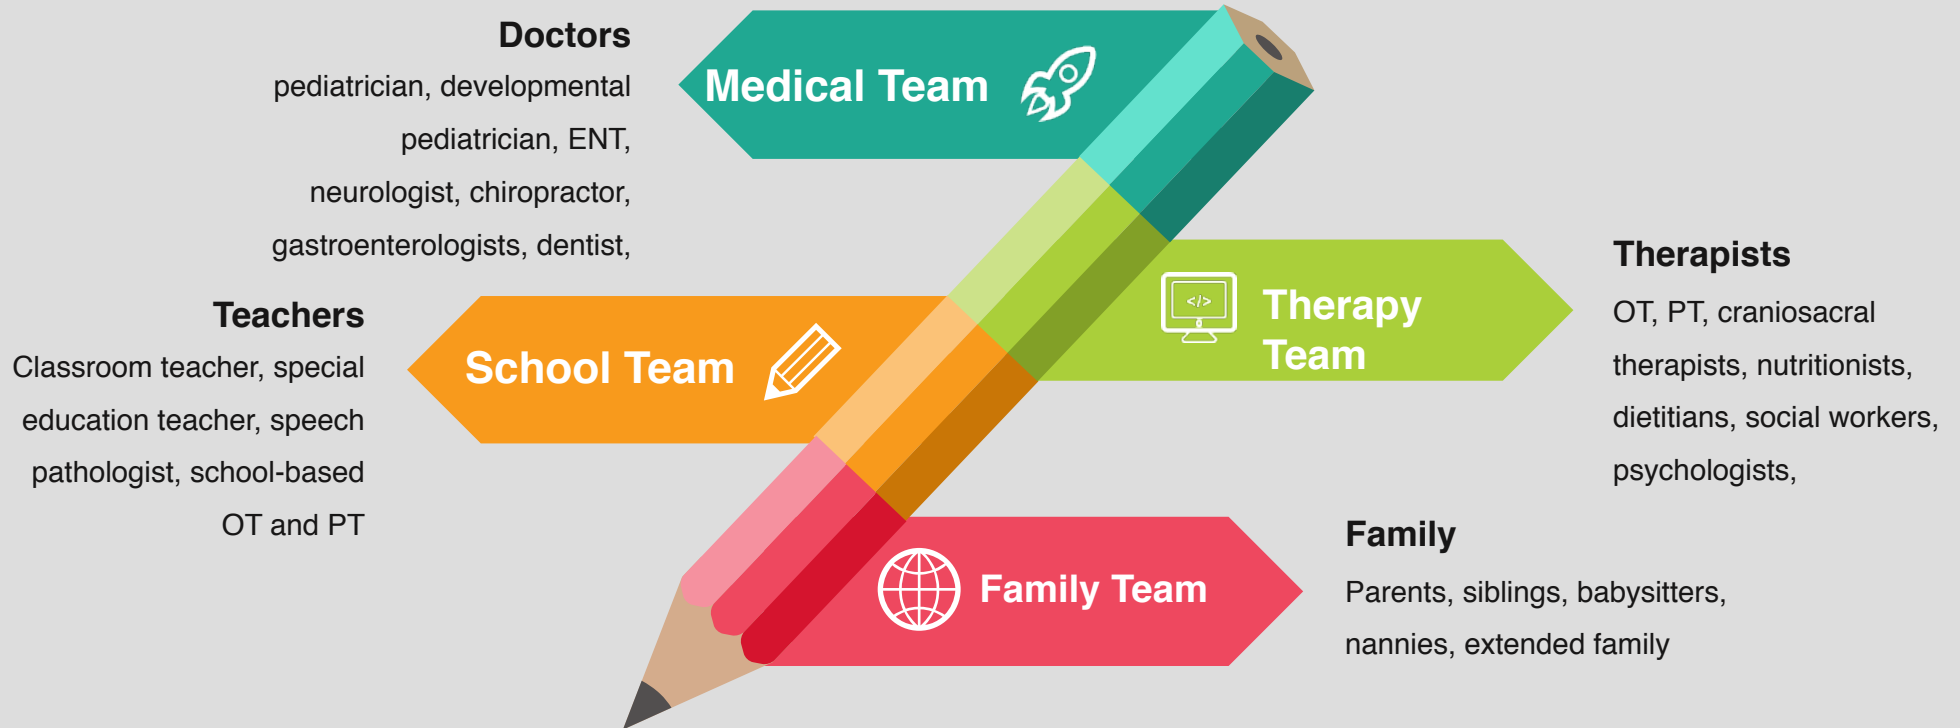 Doctors
pediatrician, developmental
pediatrician, ENT,
neurologist, chiropractor,
gastroenterologists, dentist,
Medical Team
Teachers
Classroom teacher, special
education teacher, speech
pathologist, school-based
OT and PT
School Team
</>
Therapy
Team
Therapists
OT, PT, craniosacral
therapists, nutritionists,
dietitians, social workers,
psychologists,
Family Team
Family
Parents, siblings, babysitters,
nannies, extended family